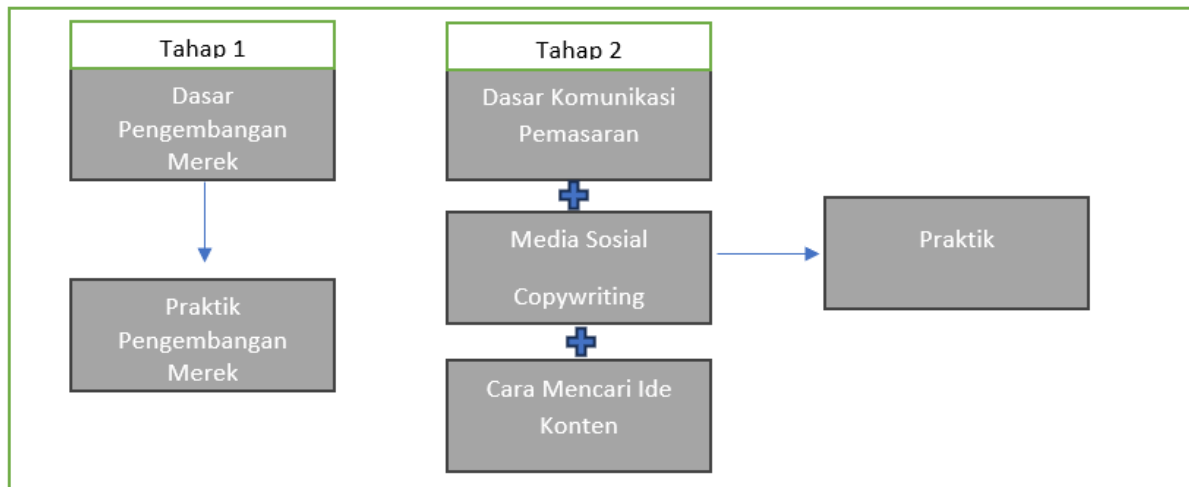 Tahap 1
Dasar
Pengembangan
Merek
Praktik
Pengembangan
Merek
Tahap 2
Dasar Komunikasi
Pemasaran
Media Sosial
Copywriting
Cara Mencari Ide
Konten
Praktik